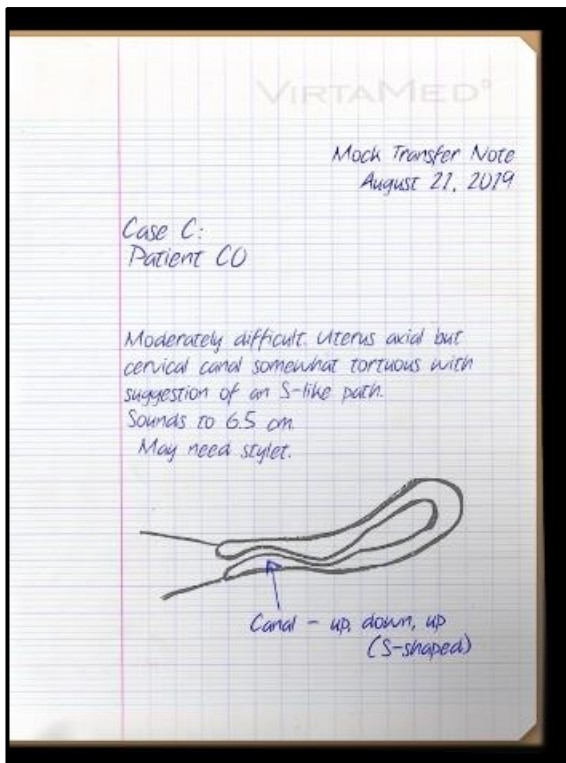 VIRTAMED®
Mock Transfer Note
August 21, 2019
Case C:
Patient CO
Moderately difficult. Uterus axial but
cervical canal somewhat tortuous with
suggestion of an S-like path.
Sounds to 6.5 cm.
May need stylet.
Canal - up, down, up
(S-shaped)